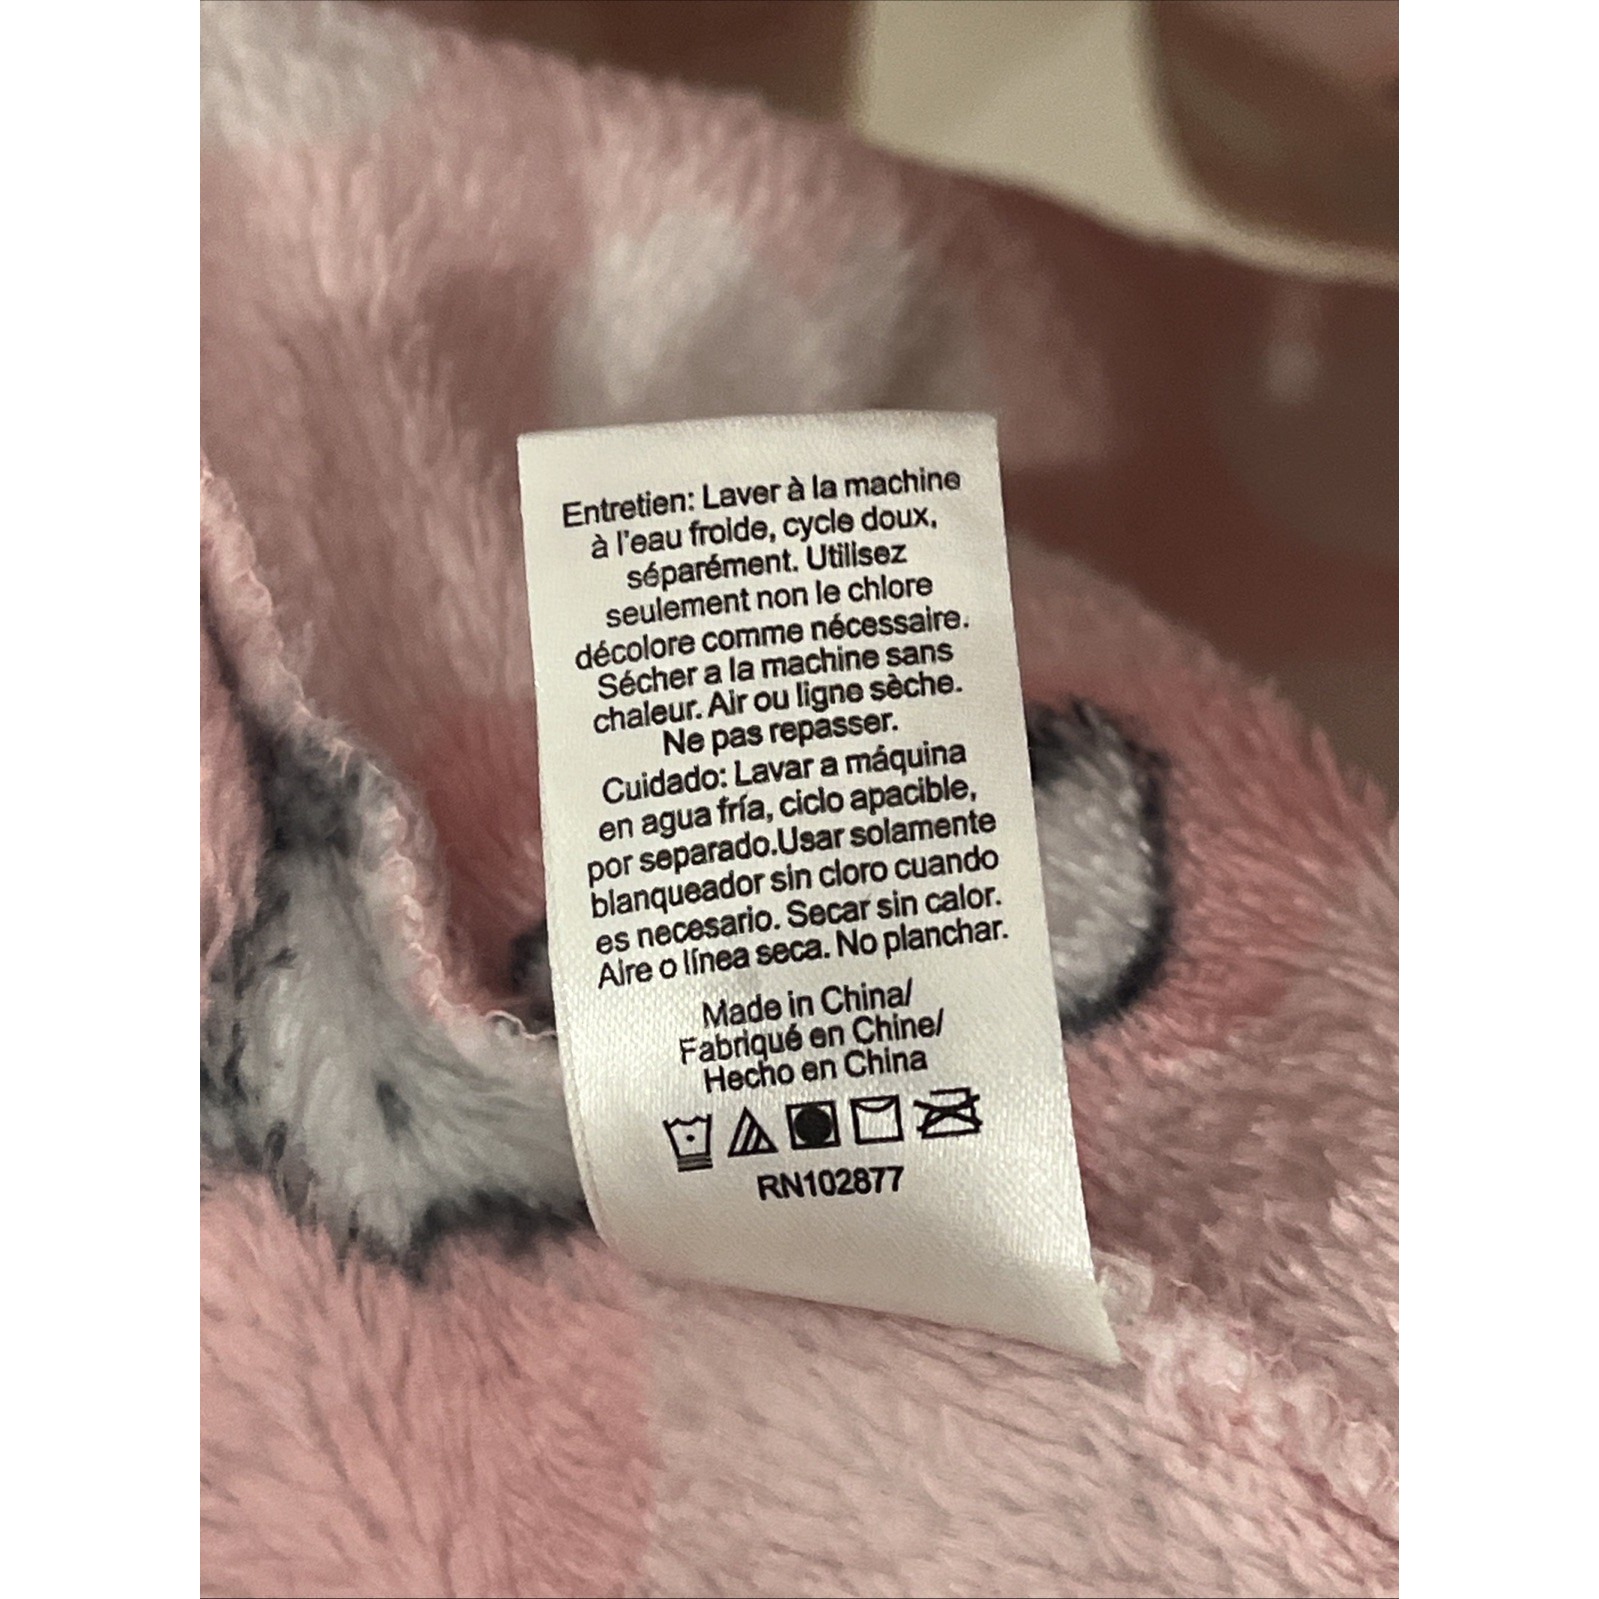 Entretien: Laver à la machine
à l'eau froide, cycle doux,
séparément. Utilisez
seulement non le chlore
décolore comme nécessaire.
Sécher a la machine sans
chaleur. Air ou ligne sèche.
Ne pas repasser.
Cuidado: Lavar a máquina
en agua fría, ciclo apacible,
por separado.Usar solamente
blanqueador sin cloro cuando
es necesario. Secar sin calor.
Aire o línea seca. No planchar.
Made in China/
Fabriqué en Chine/
Hecho en China
RN102877